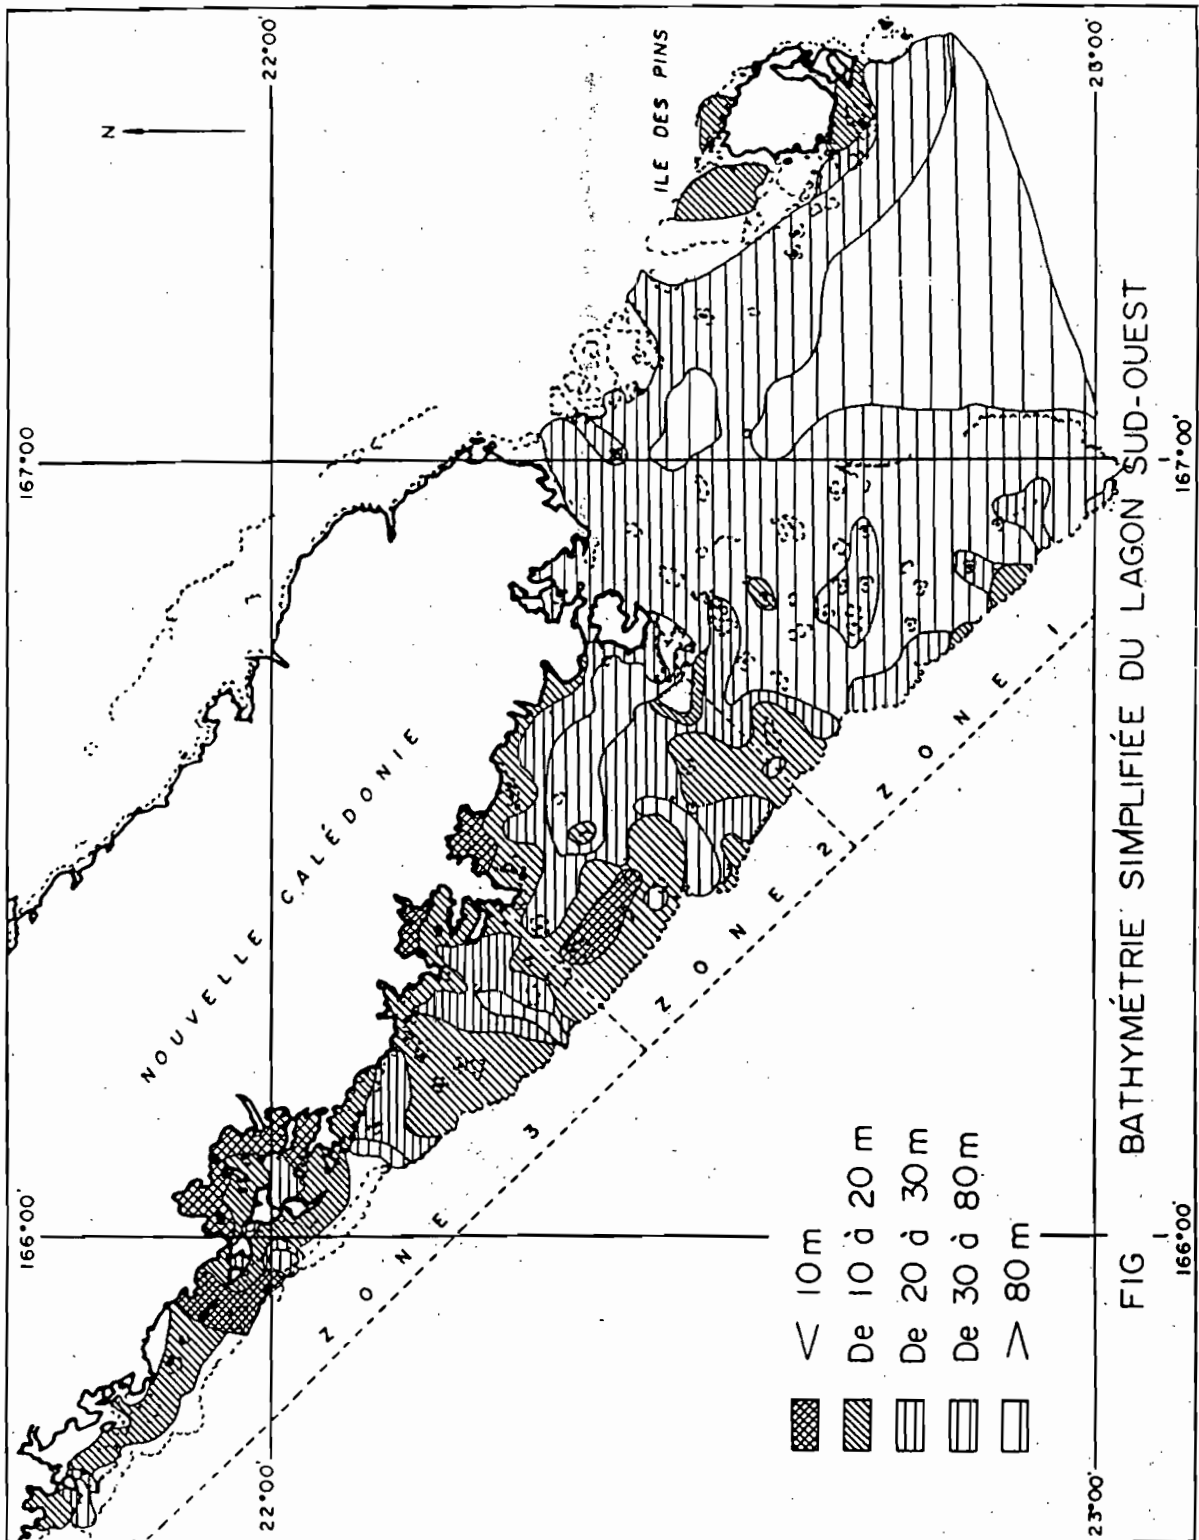 166°00'
167°00'
22°00'
22°00'
N
NOUVELLE CALÉDONIE
ILE DES PINS
ZONE 3
ZONE 2
ZONE 1
< 10 m
De 10 à 20 m
De 20 à 30 m
De 30 à 80 m
> 80 m
23°00'
23°00'
166°00'
167°00'
FIG BATHYMÉTRIE SIMPLIFIÉE DU LAGON SUD-OUEST